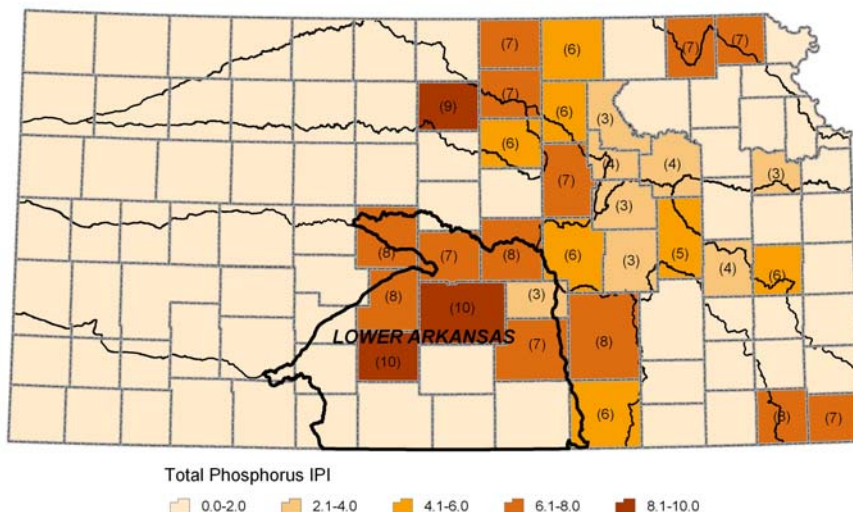 (7) (6) (7) (7)
(9) (7) (6) (3)
(6) (4) (4) (3)
(7) (3)
(8) (7) (8) (6) (3) (5) (4) (6)
(8) (10) (3)
LOWER ARKANSAS
(10) (7) (8)
(6) (8) (7)
Total Phosphorus IPI
0.0-2.0 2.1-4.0 4.1-6.0 6.1-8.0 8.1-10.0